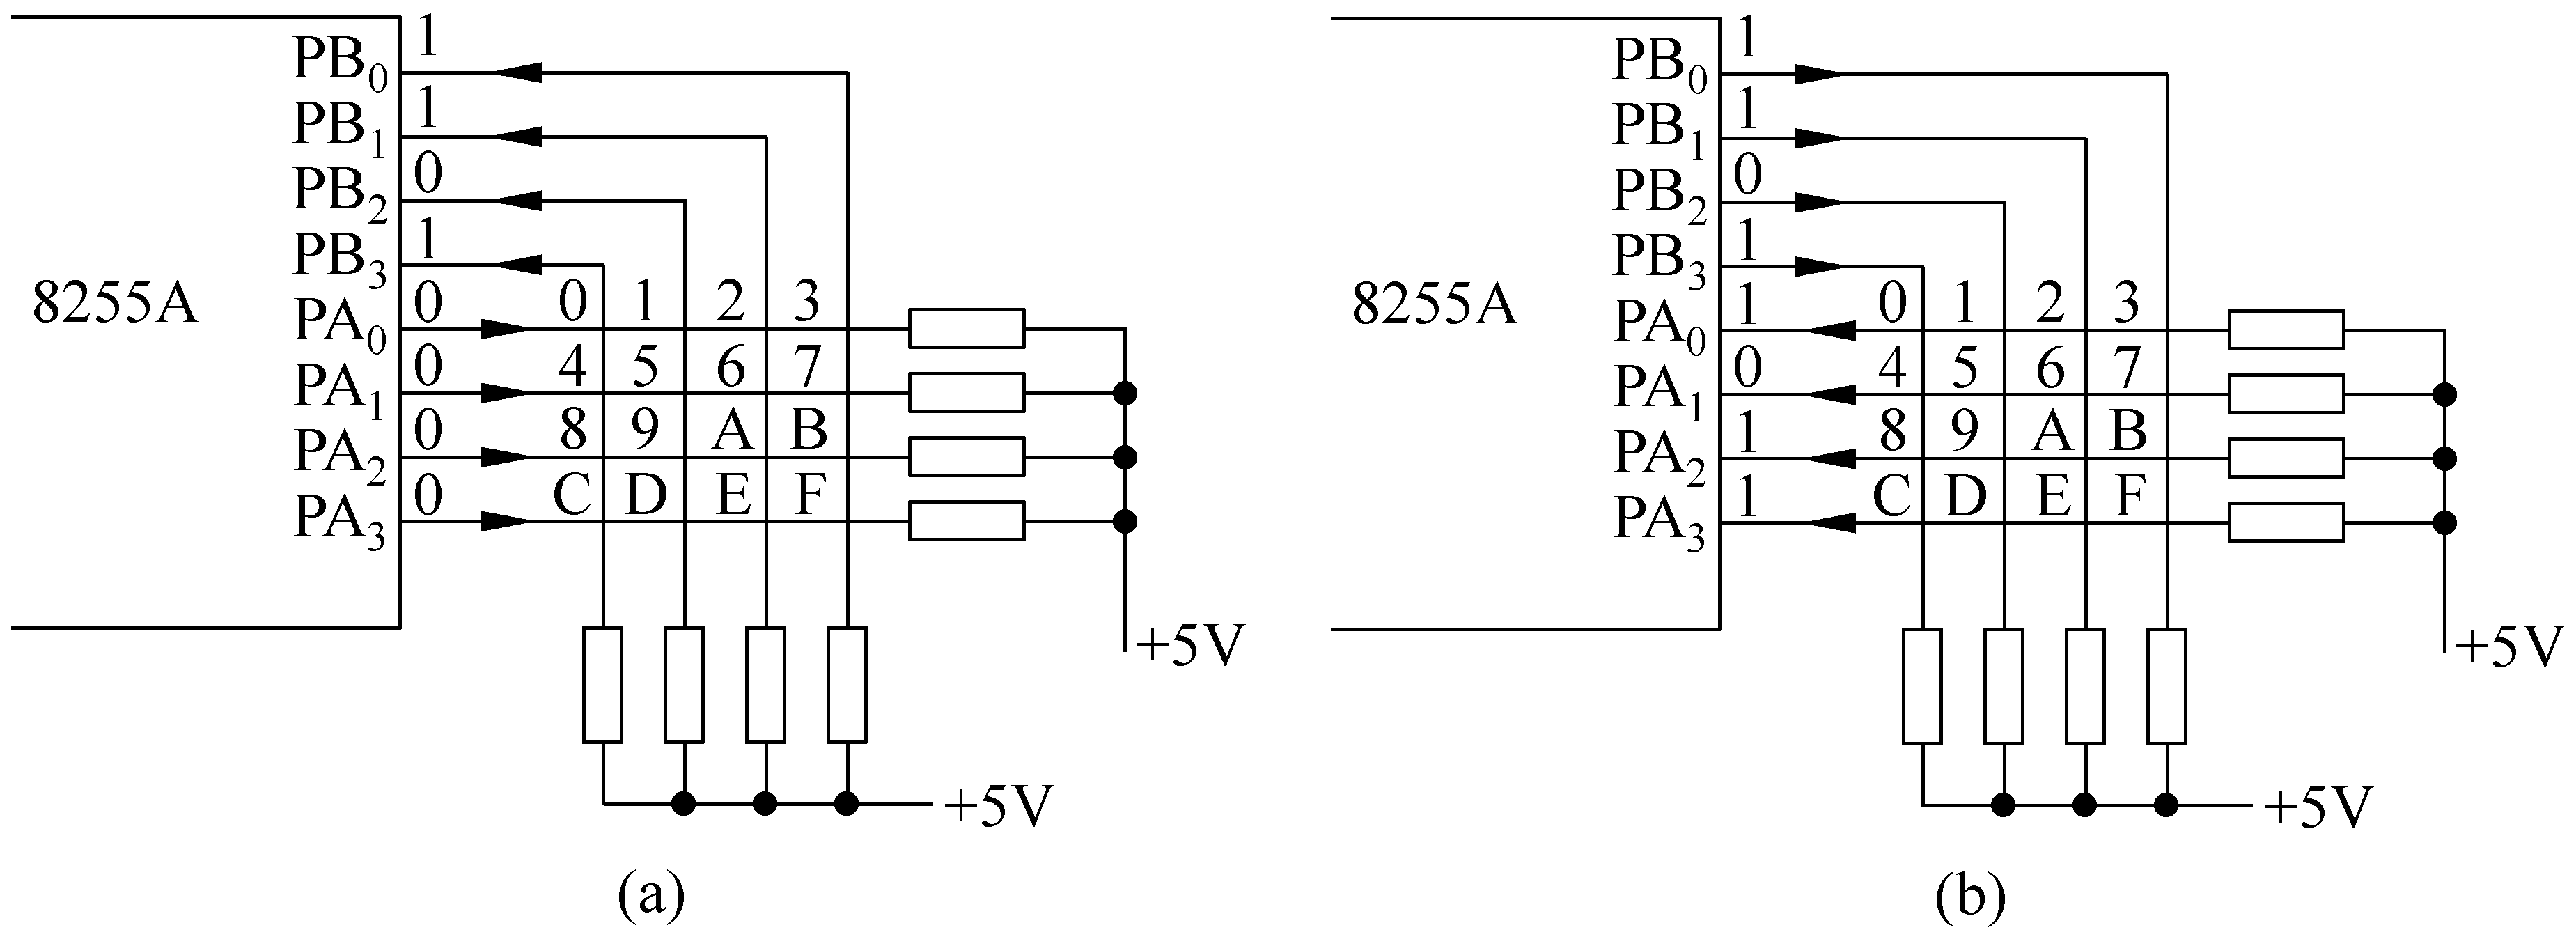 PB0 1
PB1 1
PB2 0
PB3 1
8255A
PA0 0 0 1 2 3
PA1 0 4 5 6 7
PA2 0 8 9 A B
PA3 0 C D E F
+5V
+5V
(a)
PB0 1
PB1 1
PB2 0
PB3 1
8255A
PA0 1 0 1 2 3
PA1 0 4 5 6 7
PA2 1 8 9 A B
PA3 1 C D E F
+5V
+5V
(b)